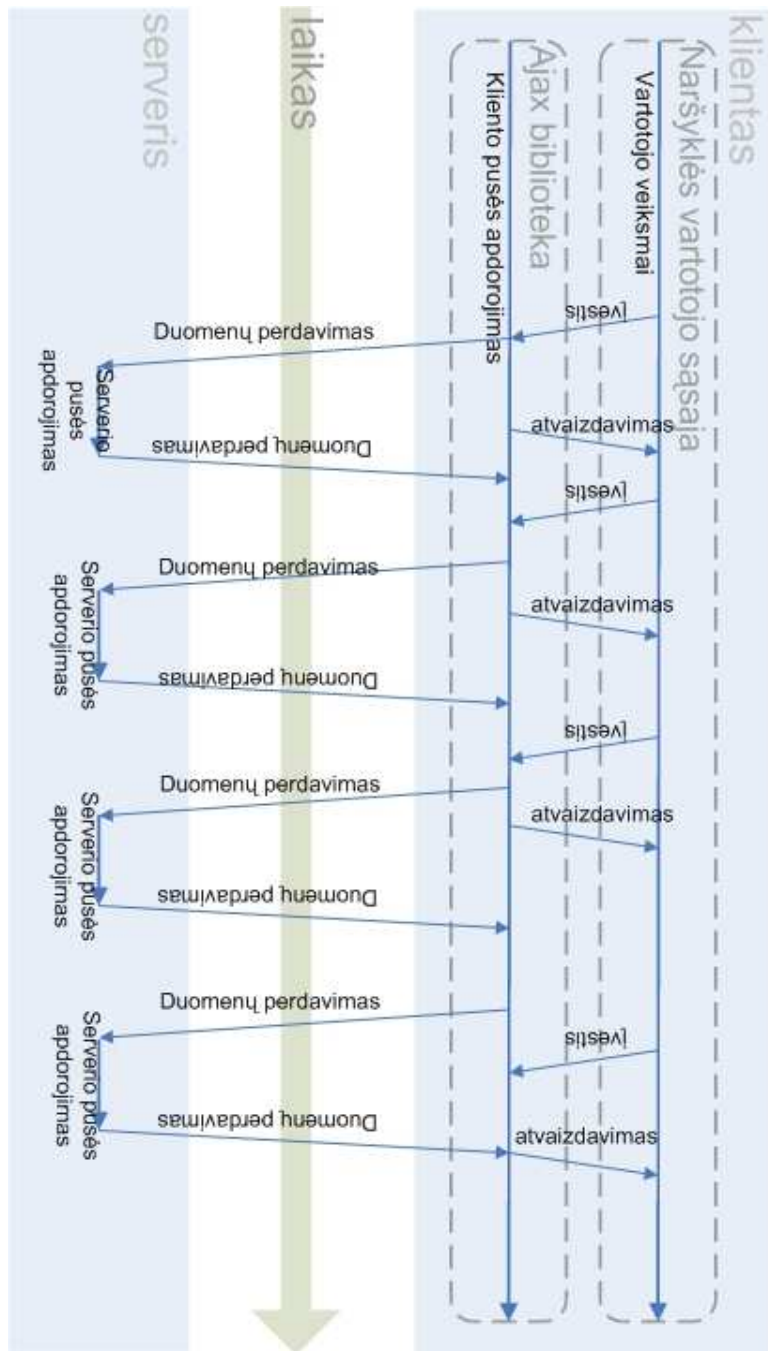 klientas
Naršyklės vartotojo sąsaja
Vartotojo veiksmai
Ajax biblioteka
Kliento pusės apdorojimas
laikas
serveris
įvestis
Duomenų perdavimas
Serverio
pusės
apdorojimas
atvaizdavimas
Duomenų perdavimas
įvestis
Duomenų perdavimas
Serverio pusės
apdorojimas
atvaizdavimas
Duomenų perdavimas
įvestis
Duomenų perdavimas
Serverio pusės
apdorojimas
atvaizdavimas
Duomenų perdavimas
Duomenų perdavimas
Serverio pusės
apdorojimas
įvestis
Duomenų perdavimas
atvaizdavimas